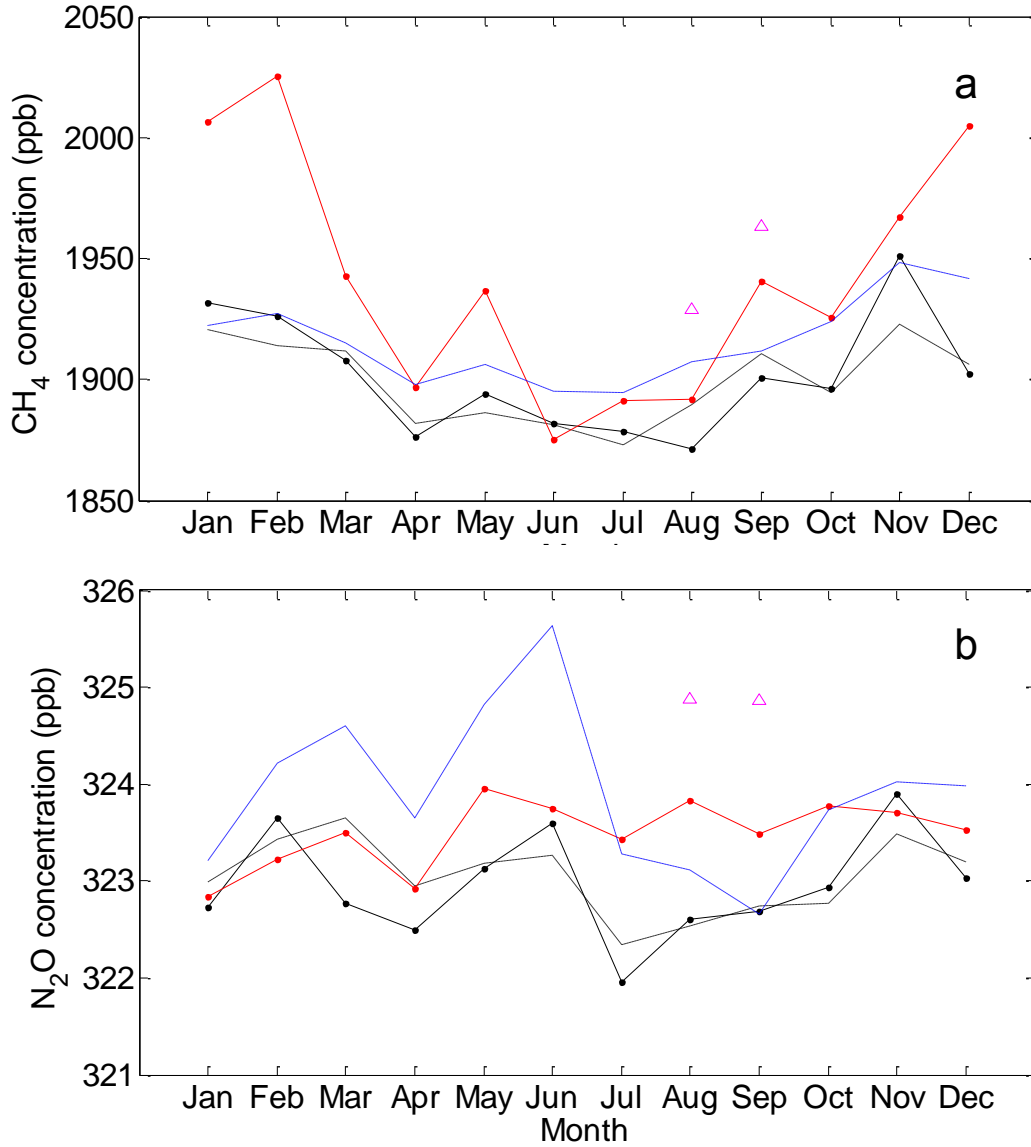 2050
2000
1950
1900
1850
CH4 concentration (ppb)
a
Jan Feb Mar Apr May Jun Jul Aug Sep Oct Nov Dec
326
325
324
323
322
321
N2O concentration (ppb)
b
Jan Feb Mar Apr May Jun Jul Aug Sep Oct Nov Dec
Month